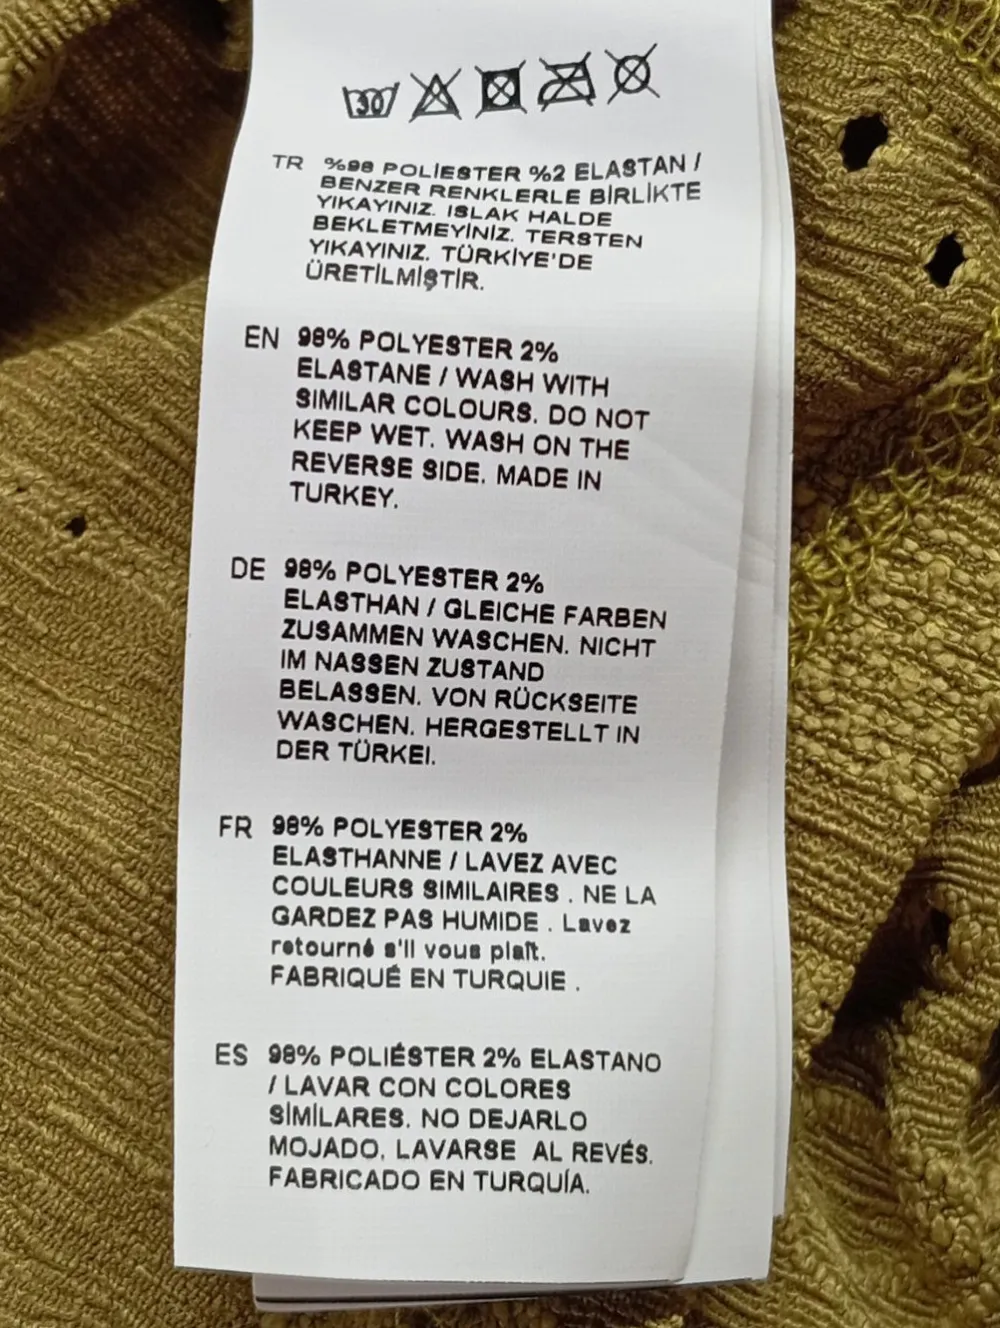 30
TR %98 POLİESTER %2 ELASTAN /
BENZER RENKLERLE BİRLİKTE
YIKAYINIZ. ISLAK HALDE
BEKLETMEYİNİZ. TERSTEN
YIKAYINIZ. TÜRKİYE'DE
ÜRETİLMİŞTİR.
EN 98% POLYESTER 2%
ELASTANE / WASH WITH
SIMILAR COLOURS. DO NOT
KEEP WET. WASH ON THE
REVERSE SIDE. MADE IN
TURKEY.
DE 98% POLYESTER 2%
ELASTHAN / GLEICHE FARBEN
ZUSAMMEN WASCHEN. NICHT
IM NASSEN ZUSTAND
BELASSEN. VON RÜCKSEITE
WASCHEN. HERGESTELLT IN
DER TÜRKEI.
FR 98% POLYESTER 2%
ELASTHANNE / LAVEZ AVEC
COULEURS SIMILAIRES . NE LA
GARDEZ PAS HUMIDE . Lavez
retourné s'il vous plaît.
FABRIQUÉ EN TURQUIE .
ES 98% POLIÉSTER 2% ELASTANO
/ LAVAR CON COLORES
SİMİLARES. NO DEJARLO
MOJADO, LAVARSE AL REVÉS.
FABRICADO EN TURQUÍA.